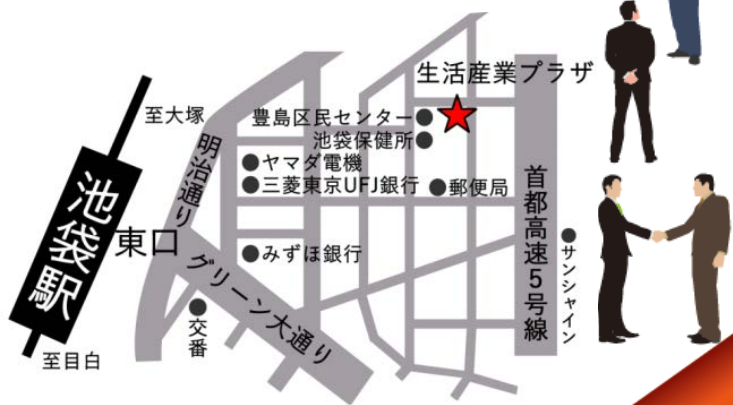 生活産業プラザ
至大塚
豊島区民センター
池袋保健所
明治通り
ヤマダ電機
三菱東京UFJ銀行
郵便局
池袋駅
東口
首都高速5号線
サンシャイン
みずほ銀行
グリーン大通り
交番
至目白